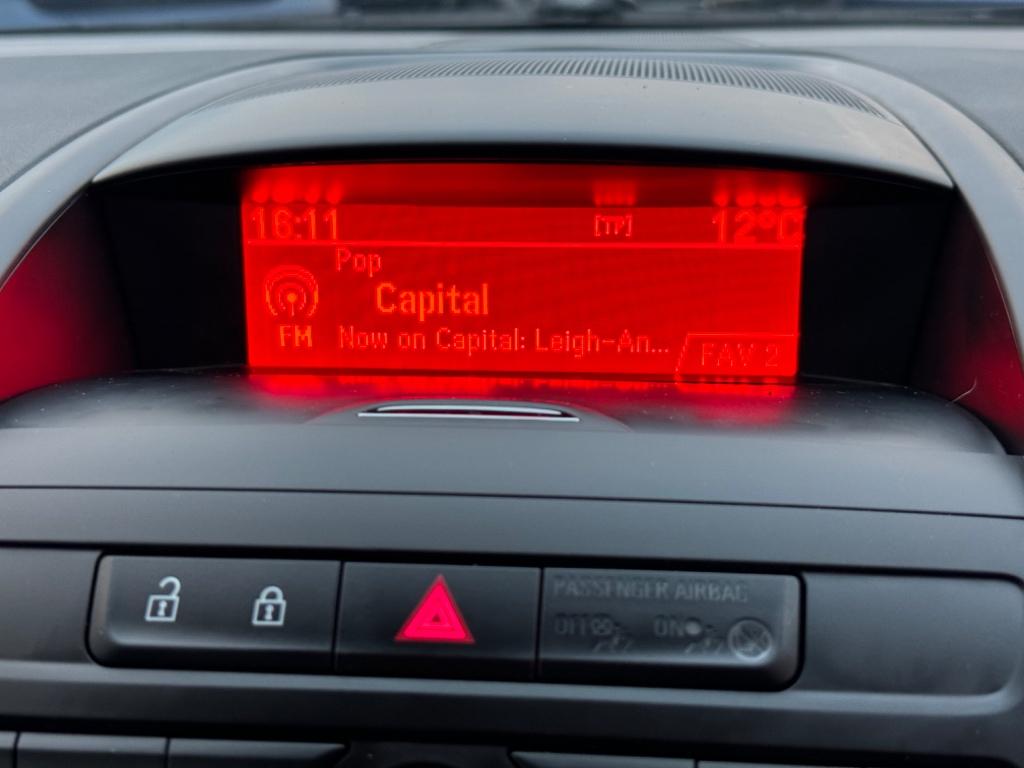 16:11 [TP] 12°C
Pop
Capital
FM Now on Capital: Leigh-An...
FAV 2
PASSENGER AIRBAG
OFF ON